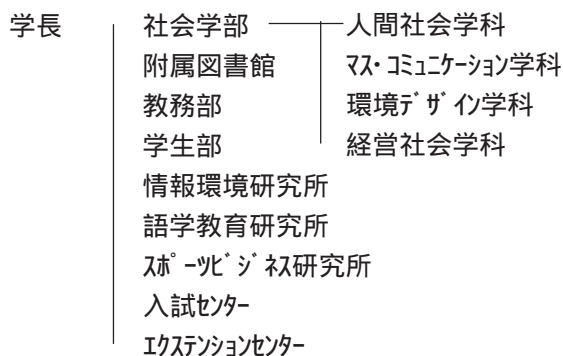 学長 社会学部 人間社会学科
附属図書館 ﾏｽ･ｺﾐｭﾆｹｰｼｮﾝ学科
教務部 環境ﾃﾞｻﾞｲﾝ学科
学生部 経営社会学科
情報環境研究所
語学教育研究所
ｽﾎﾟｰﾂﾋﾞｼﾞﾈｽ研究所
入試ｾﾝﾀｰ
ｴｸｽﾃﾝｼｮﾝｾﾝﾀｰ